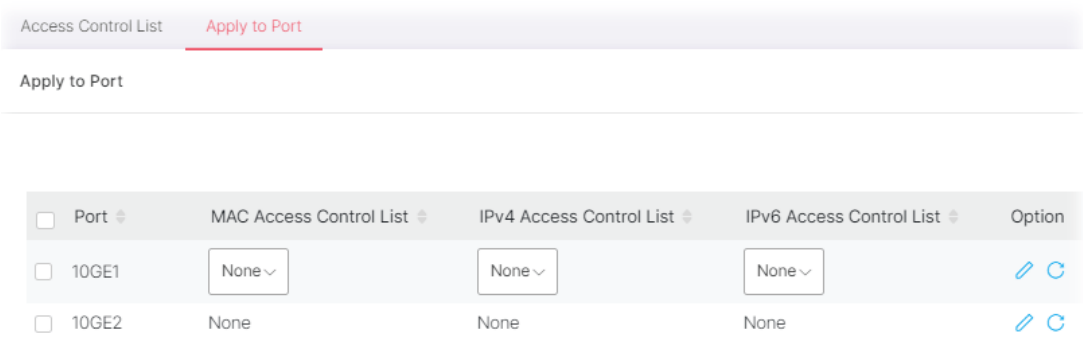 Access Control List Apply to Port
Apply to Port
Port MAC Access Control List IPv4 Access Control List IPv6 Access Control List Option
10GE1 None None None
10GE2 None None None